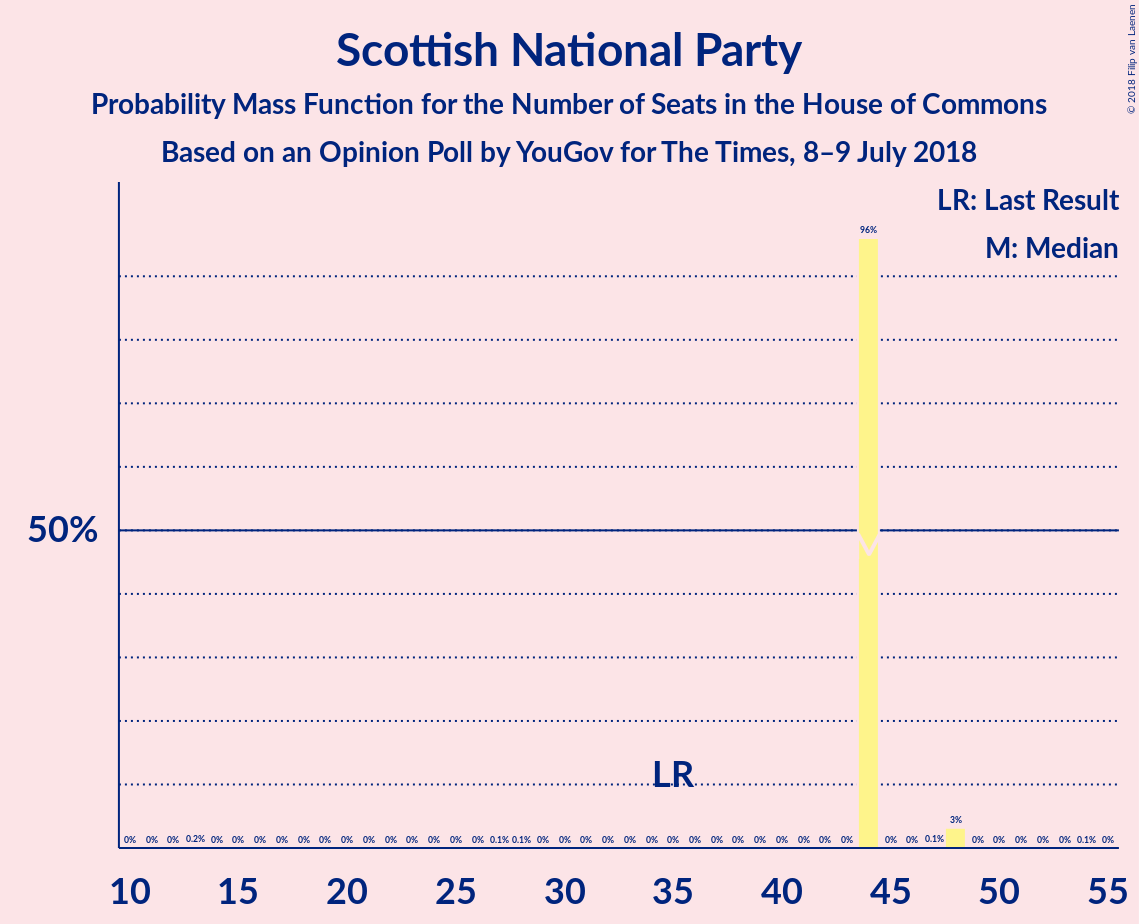 Scottish National Party
Probability Mass Function for the Number of Seats in the House of Commons
Based on an Opinion Poll by YouGov for The Times, 8–9 July 2018
© 2018 Filip van Laenen
LR: Last Result
M: Median
96%
50%
M
LR
3%
0% 0% 0% 0.2% 0% 0% 0% 0% 0% 0% 0% 0% 0% 0% 0% 0% 0% 0.1% 0.1% 0% 0% 0% 0% 0% 0% 0% 0% 0% 0% 0% 0% 0% 0% 0% 0% 0% 0.1% 0% 0% 0% 0% 0% 0.1% 0%
10 15 20 25 30 35 40 45 50 55